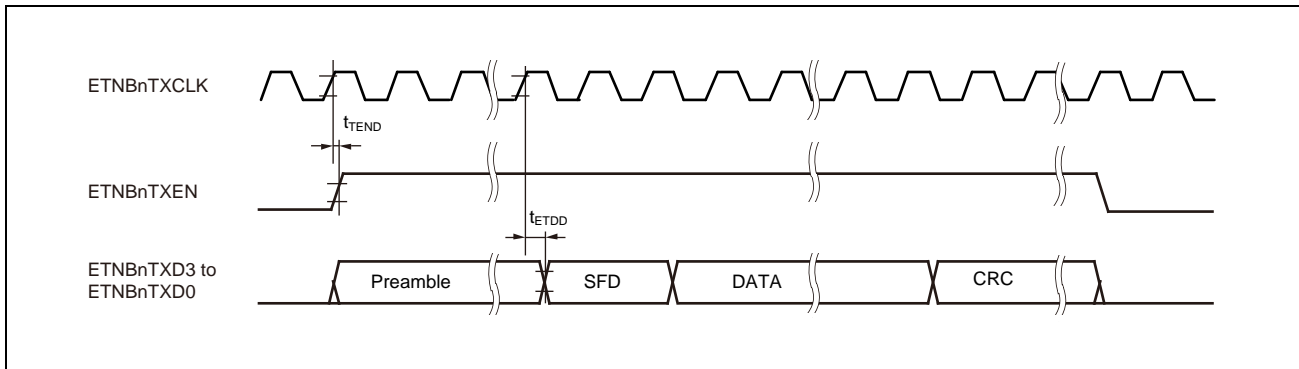 ETNBnTXCLK
tTEND
ETNBnTXEN
tETDD
ETNBnTXD3 to
ETNBnTXD0
Preamble
SFD
DATA
CRC